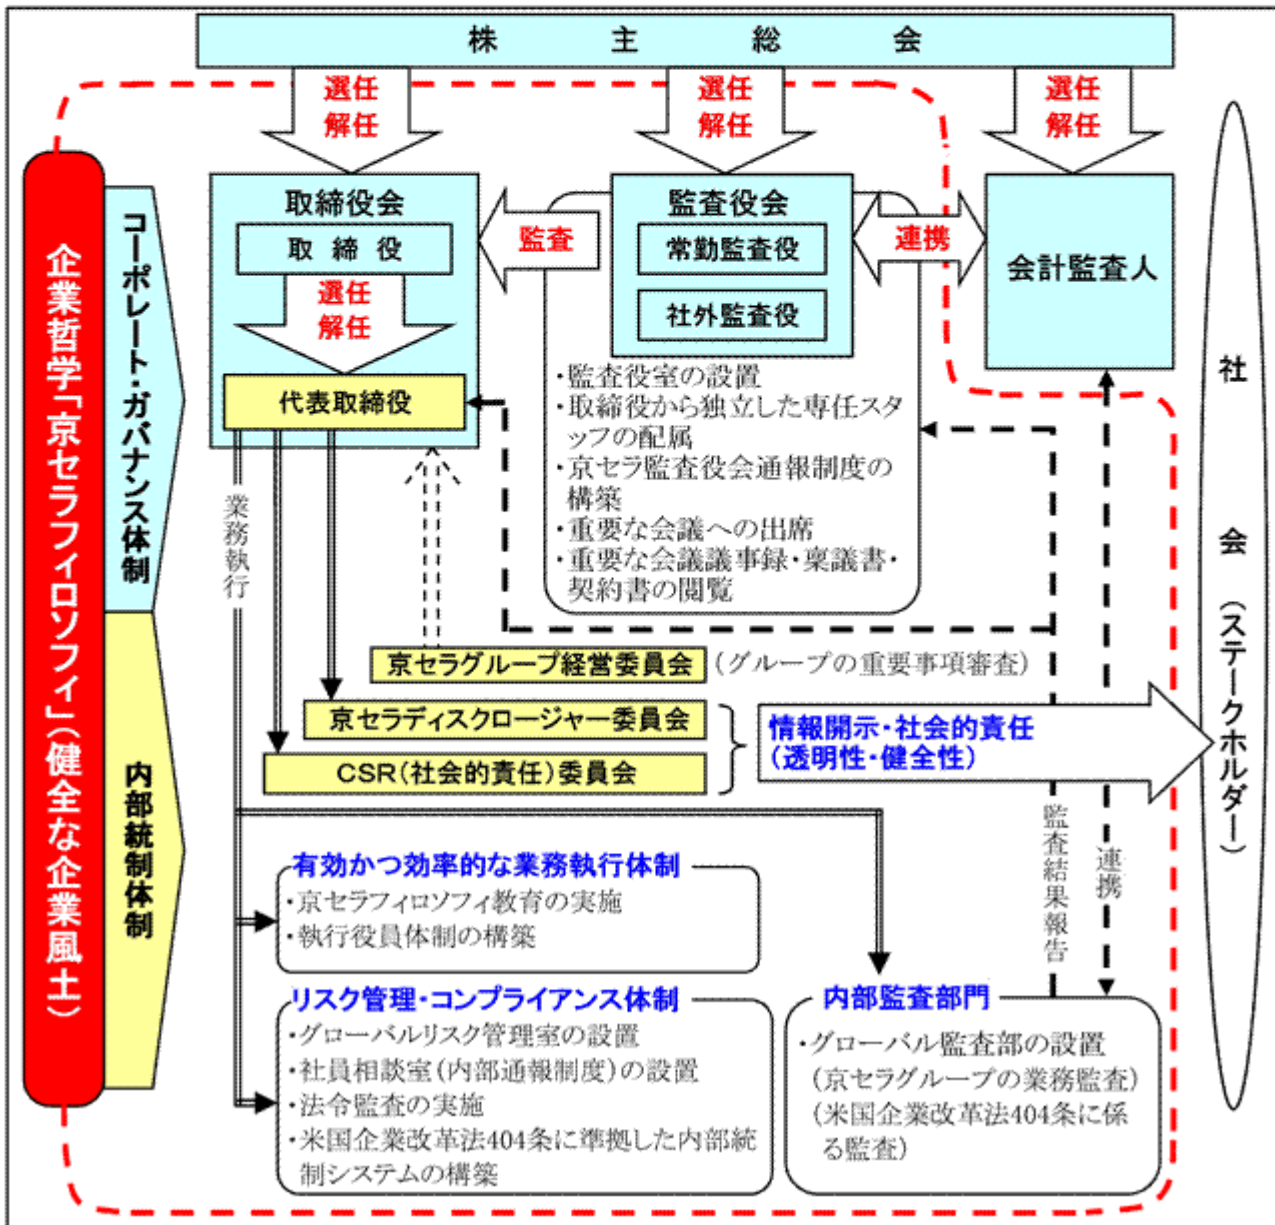 株主総会
選任
解任
選任
解任
選任
解任
取締役会
取締役
選任
解任
代表取締役
監査
監査役会
常勤監査役
社外監査役
連携
会計監査人
・監査役室の設置
・取締役から独立した専任スタ
ッフの配属
・京セラ監査役会通報制度の
構築
・重要な会議への出席
・重要な会議議事録・稟議書・
契約書の閲覧
企業哲学「京セラフィロソフィ」(健全な企業風土)
コーポレート・ガバナンス体制
内部統制体制
業務執行
京セラグループ経営委員会
(グループの重要事項審査)
京セラディスクロージャー委員会
CSR(社会的責任)委員会
情報開示・社会的責任
(透明性・健全性)
社会(ステークホルダー)
監査結果報告
連携
有効かつ効率的な業務執行体制
・京セラフィロソフィ教育の実施
・執行役員体制の構築
リスク管理・コンプライアンス体制
・グローバルリスク管理室の設置
・社員相談室(内部通報制度)の設置
・法令監査の実施
・米国企業改革法404条に準拠した内部統
制システムの構築
内部監査部門
・グローバル監査部の設置
(京セラグループの業務監査)
(米国企業改革法404条に係
る監査)